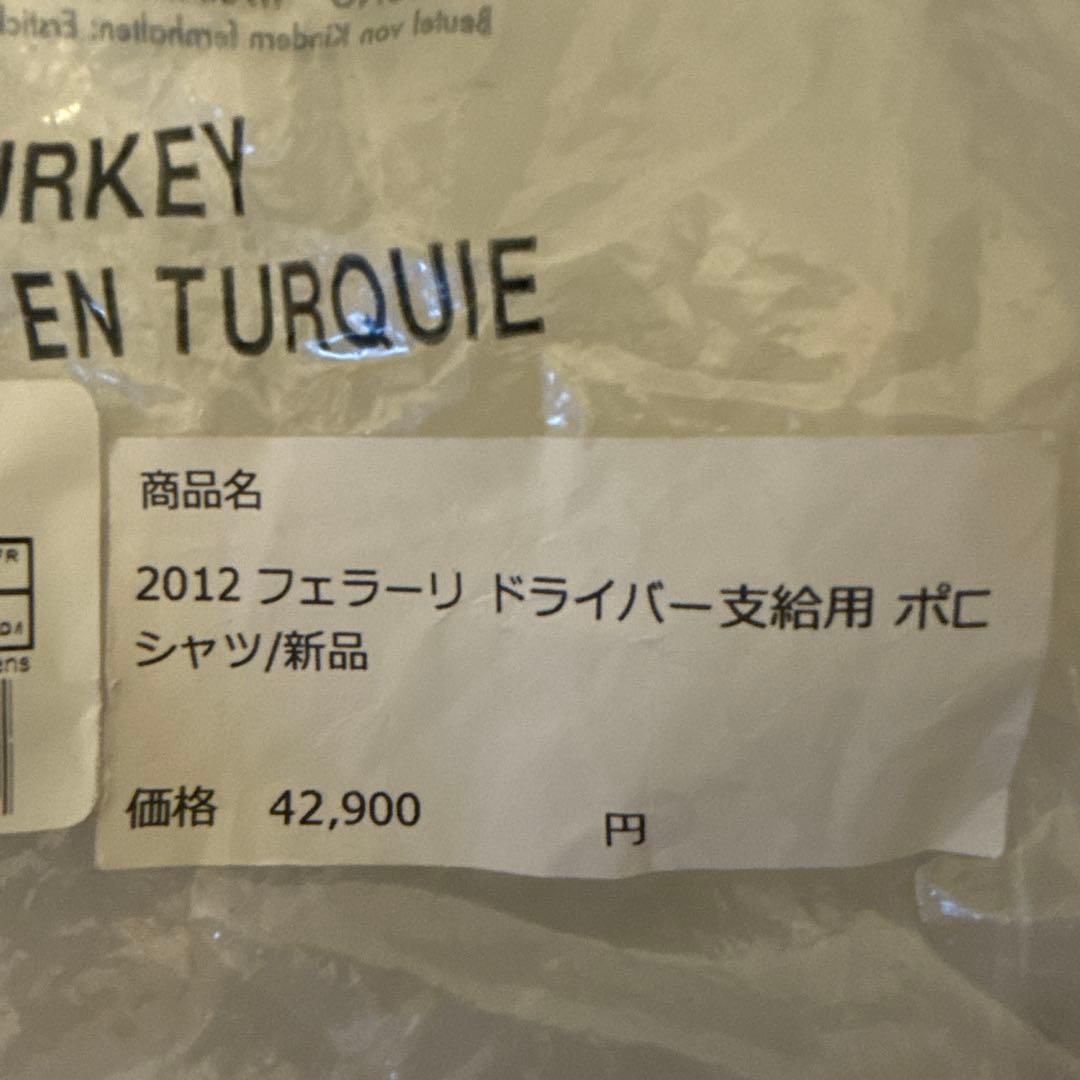 Beutel von Kindern fernhalten: Erstick
URKEY
EN TURQUIE
商品名
2012 フェラーリ ドライバー支給用 ポロ
シャツ/新品
価格 42,900 円
ens